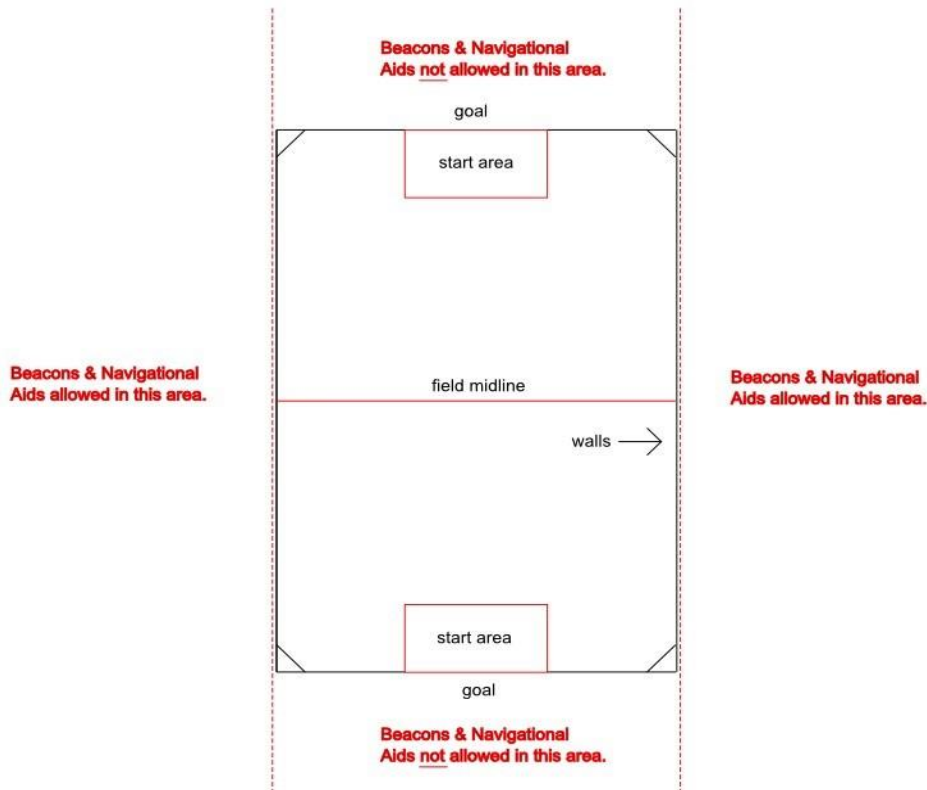 Beacons & Navigational
Aids not allowed in this area.
goal
start area
Beacons & Navigational
Aids allowed in this area.
field midline
Beacons & Navigational
Aids allowed in this area.
walls
start area
goal
Beacons & Navigational
Aids not allowed in this area.